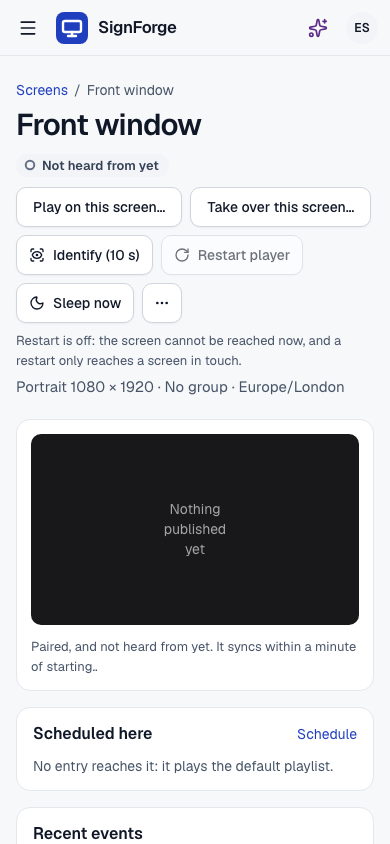 SignForge
ES
Screens / Front window
Front window
Not heard from yet
Play on this screen...
Take over this screen...
Identify (10 s)
Restart player
Sleep now
...
Restart is off: the screen cannot be reached now, and a
restart only reaches a screen in touch.
Portrait 1080 × 1920 · No group · Europe/London
Nothing
published
yet
Paired, and not heard from yet. It syncs within a minute
of starting..
Scheduled here
Schedule
No entry reaches it: it plays the default playlist.
Recent events